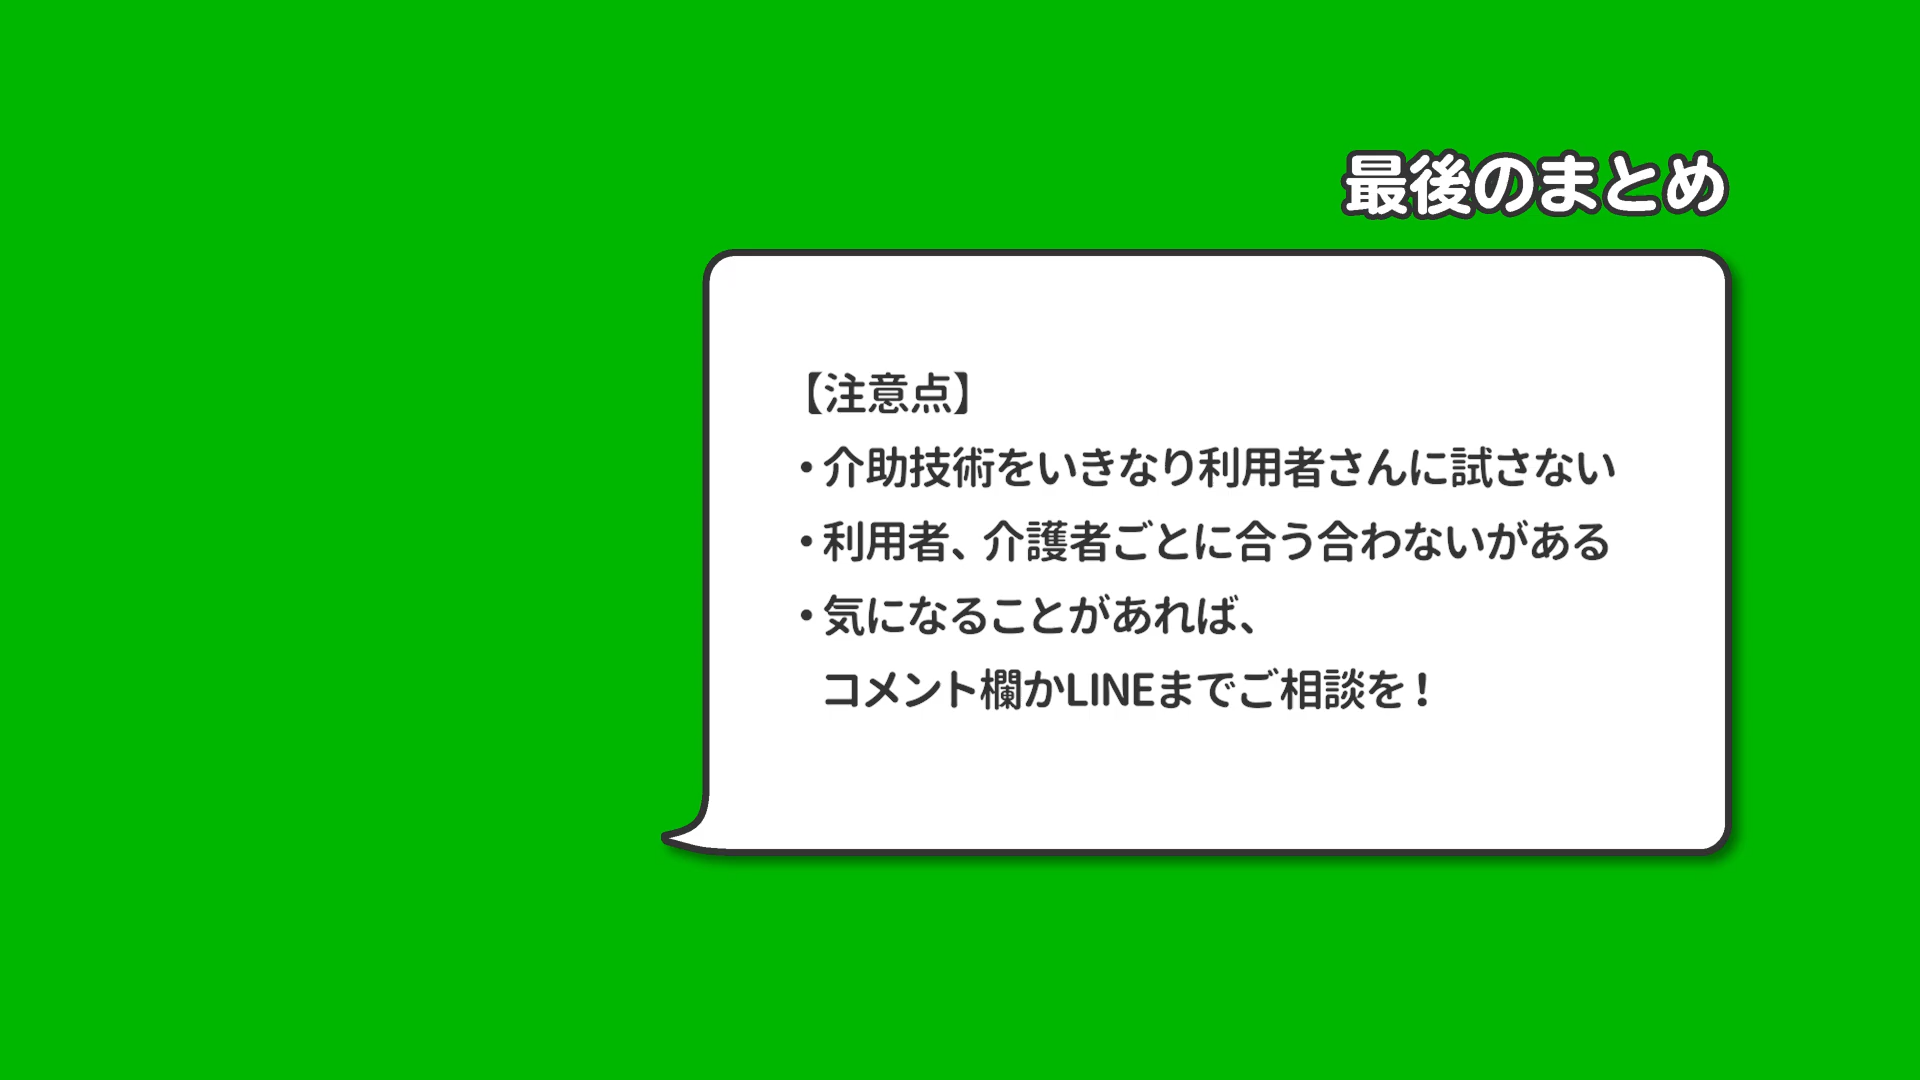 最後のまとめ
【注意点】
・介助技術をいきなり利用者さんに試さない
・利用者、介護者ごとに合う合わないがある
・気になることがあれば、
コメント欄かLINEまでご相談を！